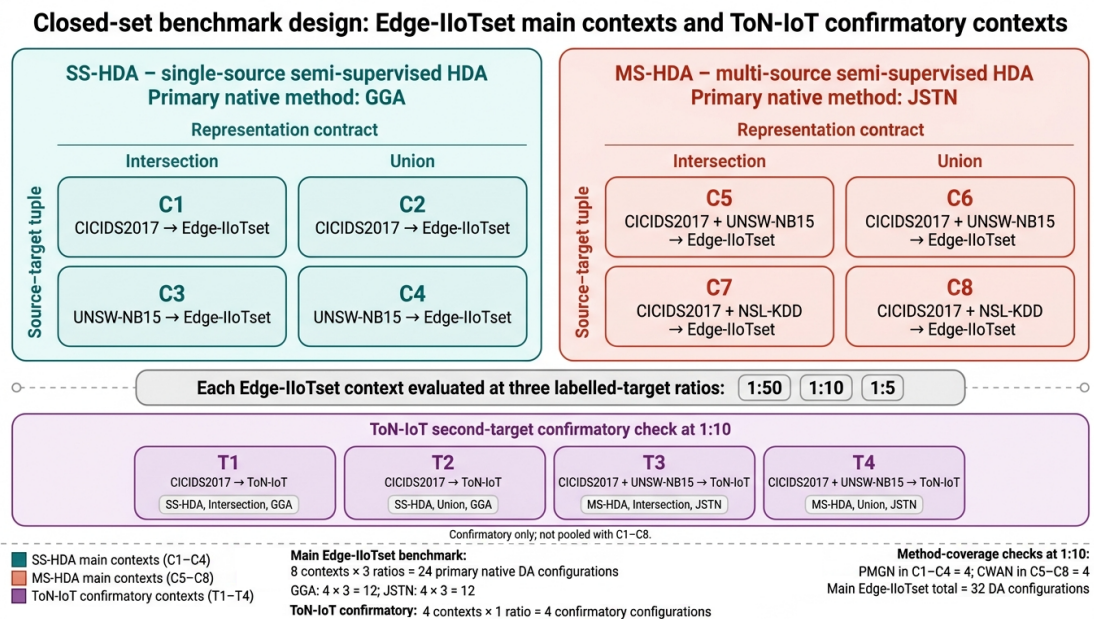 Closed-set benchmark design: Edge-IIoTset main contexts and ToN-IoT confirmatory contexts
SS-HDA – single-source semi-supervised HDA
Primary native method: GGA
Representation contract
Intersection
Union
Source–target tuple
C1
CICIDS2017 → Edge-IIoTset
C2
CICIDS2017 → Edge-IIoTset
C3
UNSW-NB15 → Edge-IIoTset
C4
UNSW-NB15 → Edge-IIoTset
MS-HDA – multi-source semi-supervised HDA
Primary native method: JSTN
Representation contract
Intersection
Union
Source–target tuple
C5
CICIDS2017 + UNSW-NB15
→ Edge-IIoTset
C6
CICIDS2017 + UNSW-NB15
→ Edge-IIoTset
C7
CICIDS2017 + NSL-KDD
→ Edge-IIoTset
C8
CICIDS2017 + NSL-KDD
→ Edge-IIoTset
Each Edge-IIoTset context evaluated at three labelled-target ratios: 1:50 1:10 1:5
ToN-IoT second-target confirmatory check at 1:10
T1
CICIDS2017 → ToN-IoT
SS-HDA, Intersection, GGA
T2
CICIDS2017 → ToN-IoT
SS-HDA, Union, GGA
T3
CICIDS2017 + UNSW-NB15 → ToN-IoT
MS-HDA, Intersection, JSTN
T4
CICIDS2017 + UNSW-NB15 → ToN-IoT
MS-HDA, Union, JSTN
Confirmatory only; not pooled with C1–C8.
SS-HDA main contexts (C1–C4)
MS-HDA main contexts (C5–C8)
ToN-IoT confirmatory contexts (T1–T4)
Main Edge-IIoTset benchmark:
8 contexts × 3 ratios = 24 primary native DA configurations
GGA: 4 × 3 = 12; JSTN: 4 × 3 = 12
ToN-IoT confirmatory: 4 contexts × 1 ratio = 4 confirmatory configurations
Method-coverage checks at 1:10:
PMGN in C1–C4 = 4; CWAN in C5–C8 = 4
Main Edge-IIoTset total = 32 DA configurations